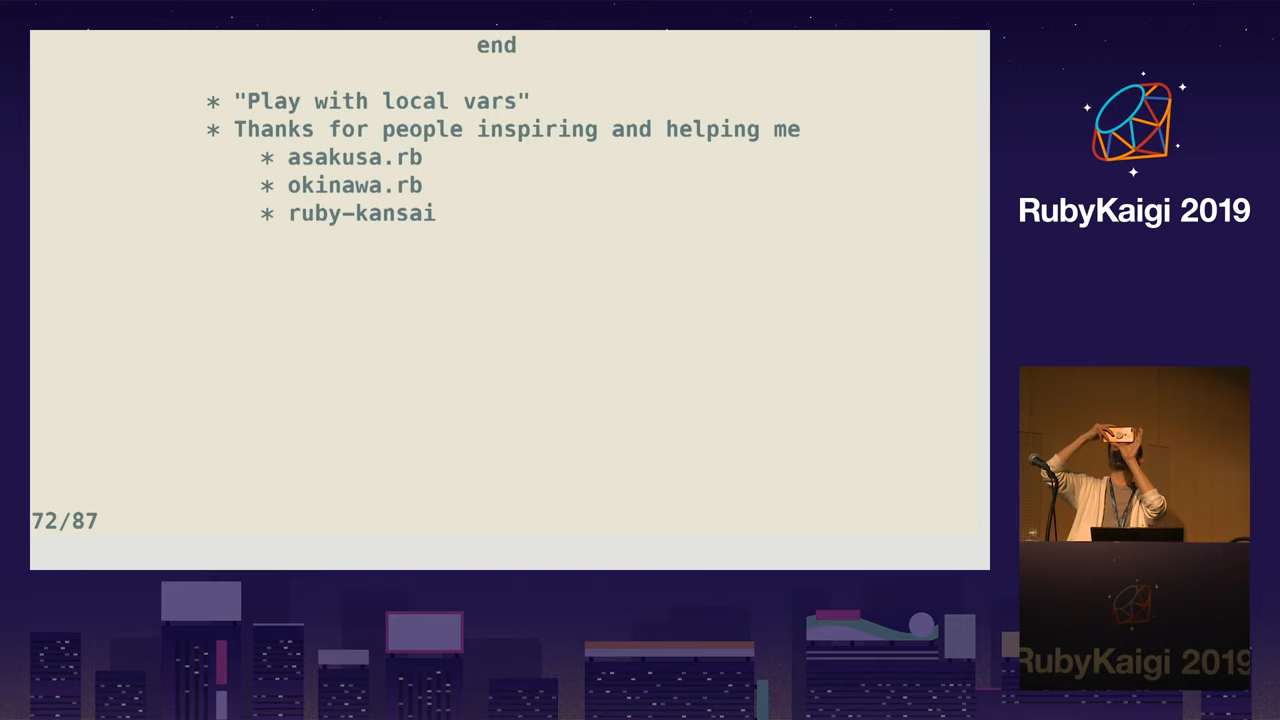 end
* "Play with local vars"
* Thanks for people inspiring and helping me
* asakusa.rb
* okinawa.rb
* ruby-kansai
72/87
RubyKaigi 2019
RubyKaigi 2019